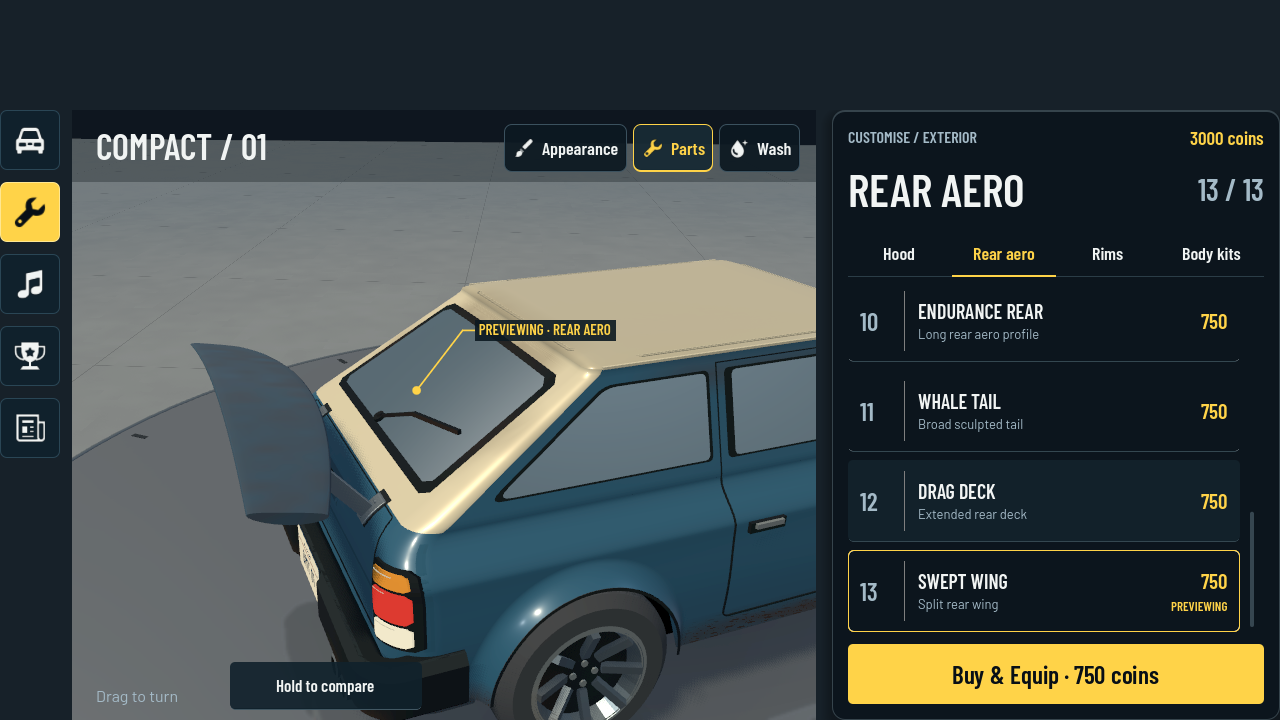 COMPACT / 01
Appearance
Parts
Wash
PREVIEWING · REAR AERO
Drag to turn
Hold to compare
CUSTOMISE / EXTERIOR
3000 coins
REAR AERO
13 / 13
Hood
Rear aero
Rims
Body kits
10
ENDURANCE REAR
Long rear aero profile
750
11
WHALE TAIL
Broad sculpted tail
750
12
DRAG DECK
Extended rear deck
750
13
SWEPT WING
Split rear wing
750
PREVIEWING
Buy & Equip · 750 coins